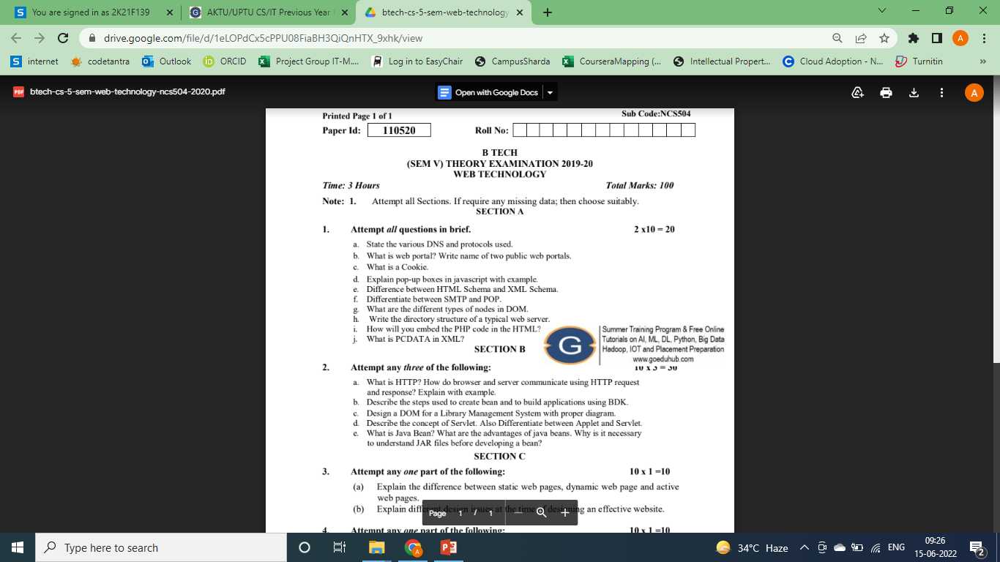 You are signed in as 2K21F139
AKTU/UPTU CS/IT Previous Year
btech-cs-5-sem-web-technology
drive.google.com/file/d/1eLOPdCx5cPPU08FiaBH3QiQnHTX_9xhk/view
A
internet codetantra Outlook ORCID Project Group IT-M.... Log in to EasyChair CampusSharda CourseraMapping (... Intellectual Propert... Cloud Adoption - N... Turnitin »
PDF btech-cs-5-sem-web-technology-ncs504-2020.pdf Open with Google Docs A
Printed Page 1 of 1 Sub Code:NCS504
Paper Id: 110520 Roll No:
B TECH
(SEM V) THEORY EXAMINATION 2019-20
WEB TECHNOLOGY
Time: 3 Hours Total Marks: 100
Note: 1. Attempt all Sections. If require any missing data; then choose suitably.
SECTION A
1. Attempt all questions in brief. 2 x10 = 20
a. State the various DNS and protocols used.
b. What is web portal? Write name of two public web portals.
c. What is a Cookie.
d. Explain pop-up boxes in javascript with example.
e. Difference between HTML Schema and XML Schema.
f. Differentiate between SMTP and POP.
g. What are the different types of nodes in DOM.
h. Write the directory structure of a typical web server.
i. How will you embed the PHP code in the HTML?
j. What is PCDATA in XML?
G
Summer Training Program & Free Online
Tutorials on AI, ML, DL, Python, Big Data
Hadoop, IOT and Placement Preparation
www.goeduhub.com
SECTION B
2. Attempt any three of the following: 10 x 3 = 30
a. What is HTTP? How do browser and server communicate using HTTP request
and response? Explain with example.
b. Describe the steps used to create bean and to build applications using BDK.
c. Design a DOM for a Library Management System with proper diagram.
d. Describe the concept of Servlet. Also Differentiate between Applet and Servlet.
e. What is Java Bean? What are the advantages of java beans. Why is it necessary
to understand JAR files before developing a bean?
SECTION C
3. Attempt any one part of the following: 10 x 1 =10
(a) Explain the difference between static web pages, dynamic web page and active
web pages.
(b) Explain different design issues at the time of designing an effective website.
Page 1 / 1
4. Attempt any one part of the following: 10 x 1 =10
Type here to search
34°C Haze
ENG
09:26
15-06-2022
2